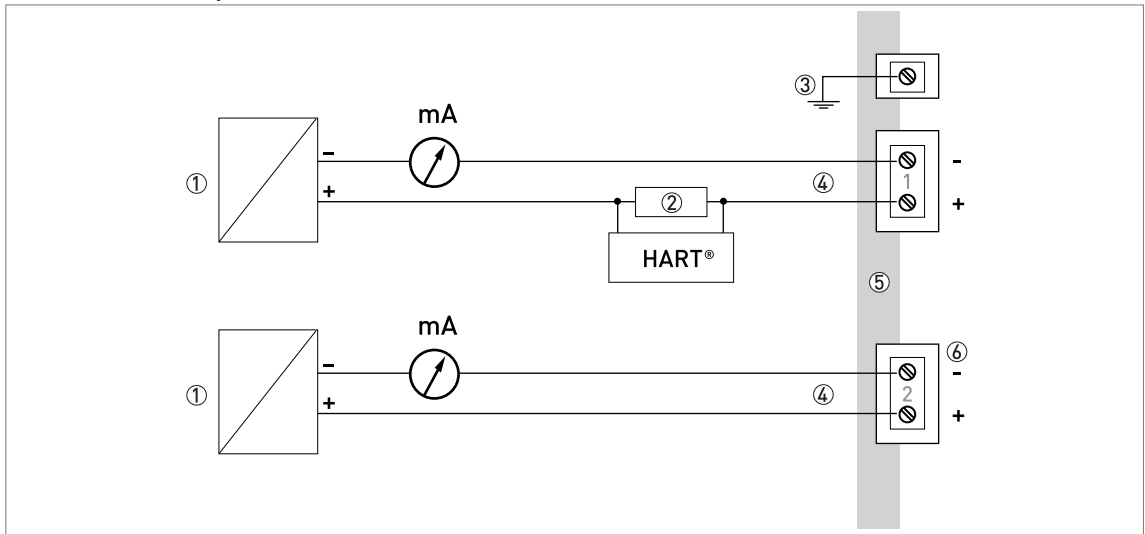 ③
mA
① − ④ 1 -
+ ② +
HART®
⑤
mA
⑥
① − ④ 2 -
+ +